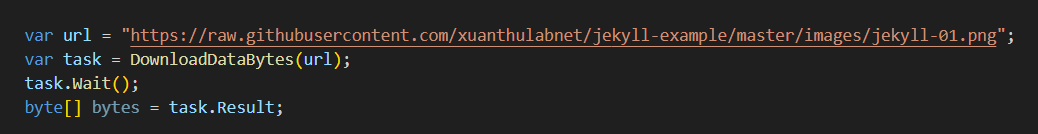 var url = "https://raw.githubusercontent.com/xuanthulabnet/jekyll-example/master/images/jekyll-01.png";
var task = DownloadDataBytes(url);
task.Wait();
byte[] bytes = task.Result;